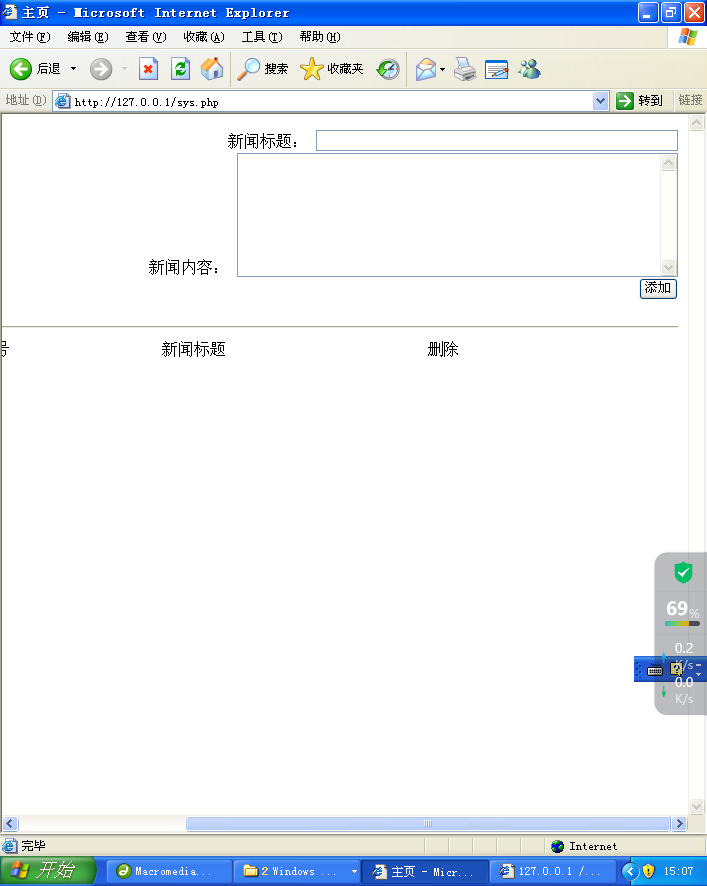 主页 - Microsoft Internet Explorer
文件(F) 编辑(E) 查看(V) 收藏(A) 工具(T) 帮助(H)
后退 搜索 收藏夹
地址(D) http://127.0.0.1/sys.php 转到 链接
新闻标题：
新闻内容：
添加
号 新闻标题 删除
69%
0.2
K/s
0.0
K/s
完毕 Internet
开始 Macromedia... 2 Windows ... 主页 - Micr... 127.0.0.1 /... 15:07